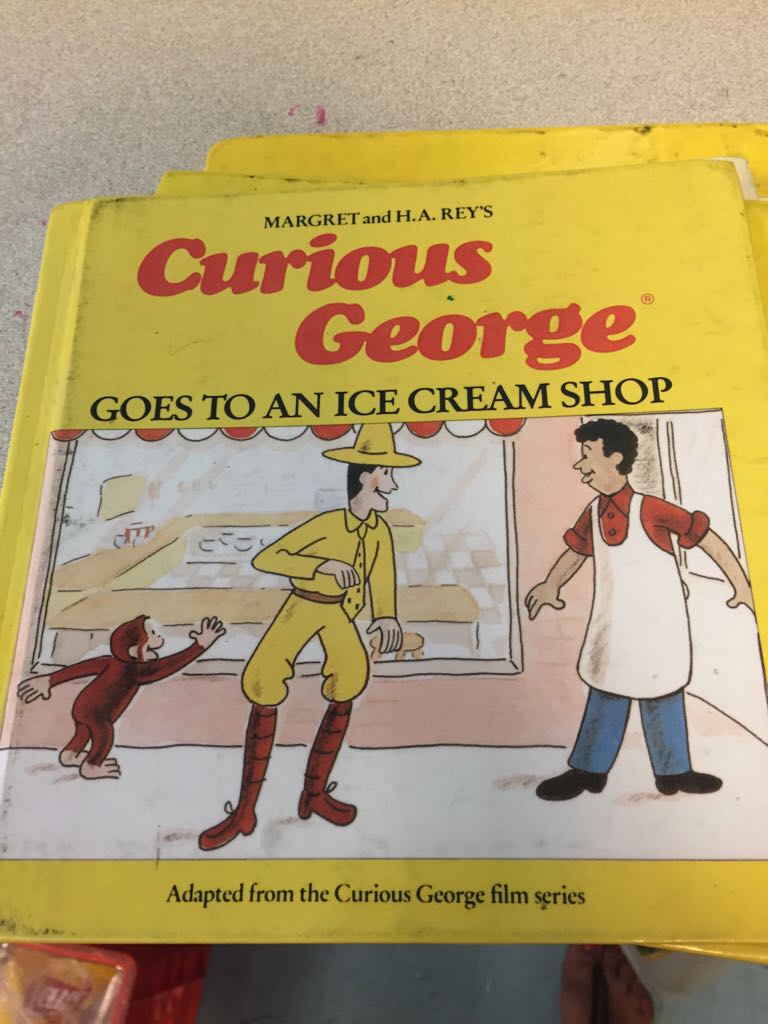 MARGRET and H.A. REY'S
Curious
George®
GOES TO AN ICE CREAM SHOP
Adapted from the Curious George film series